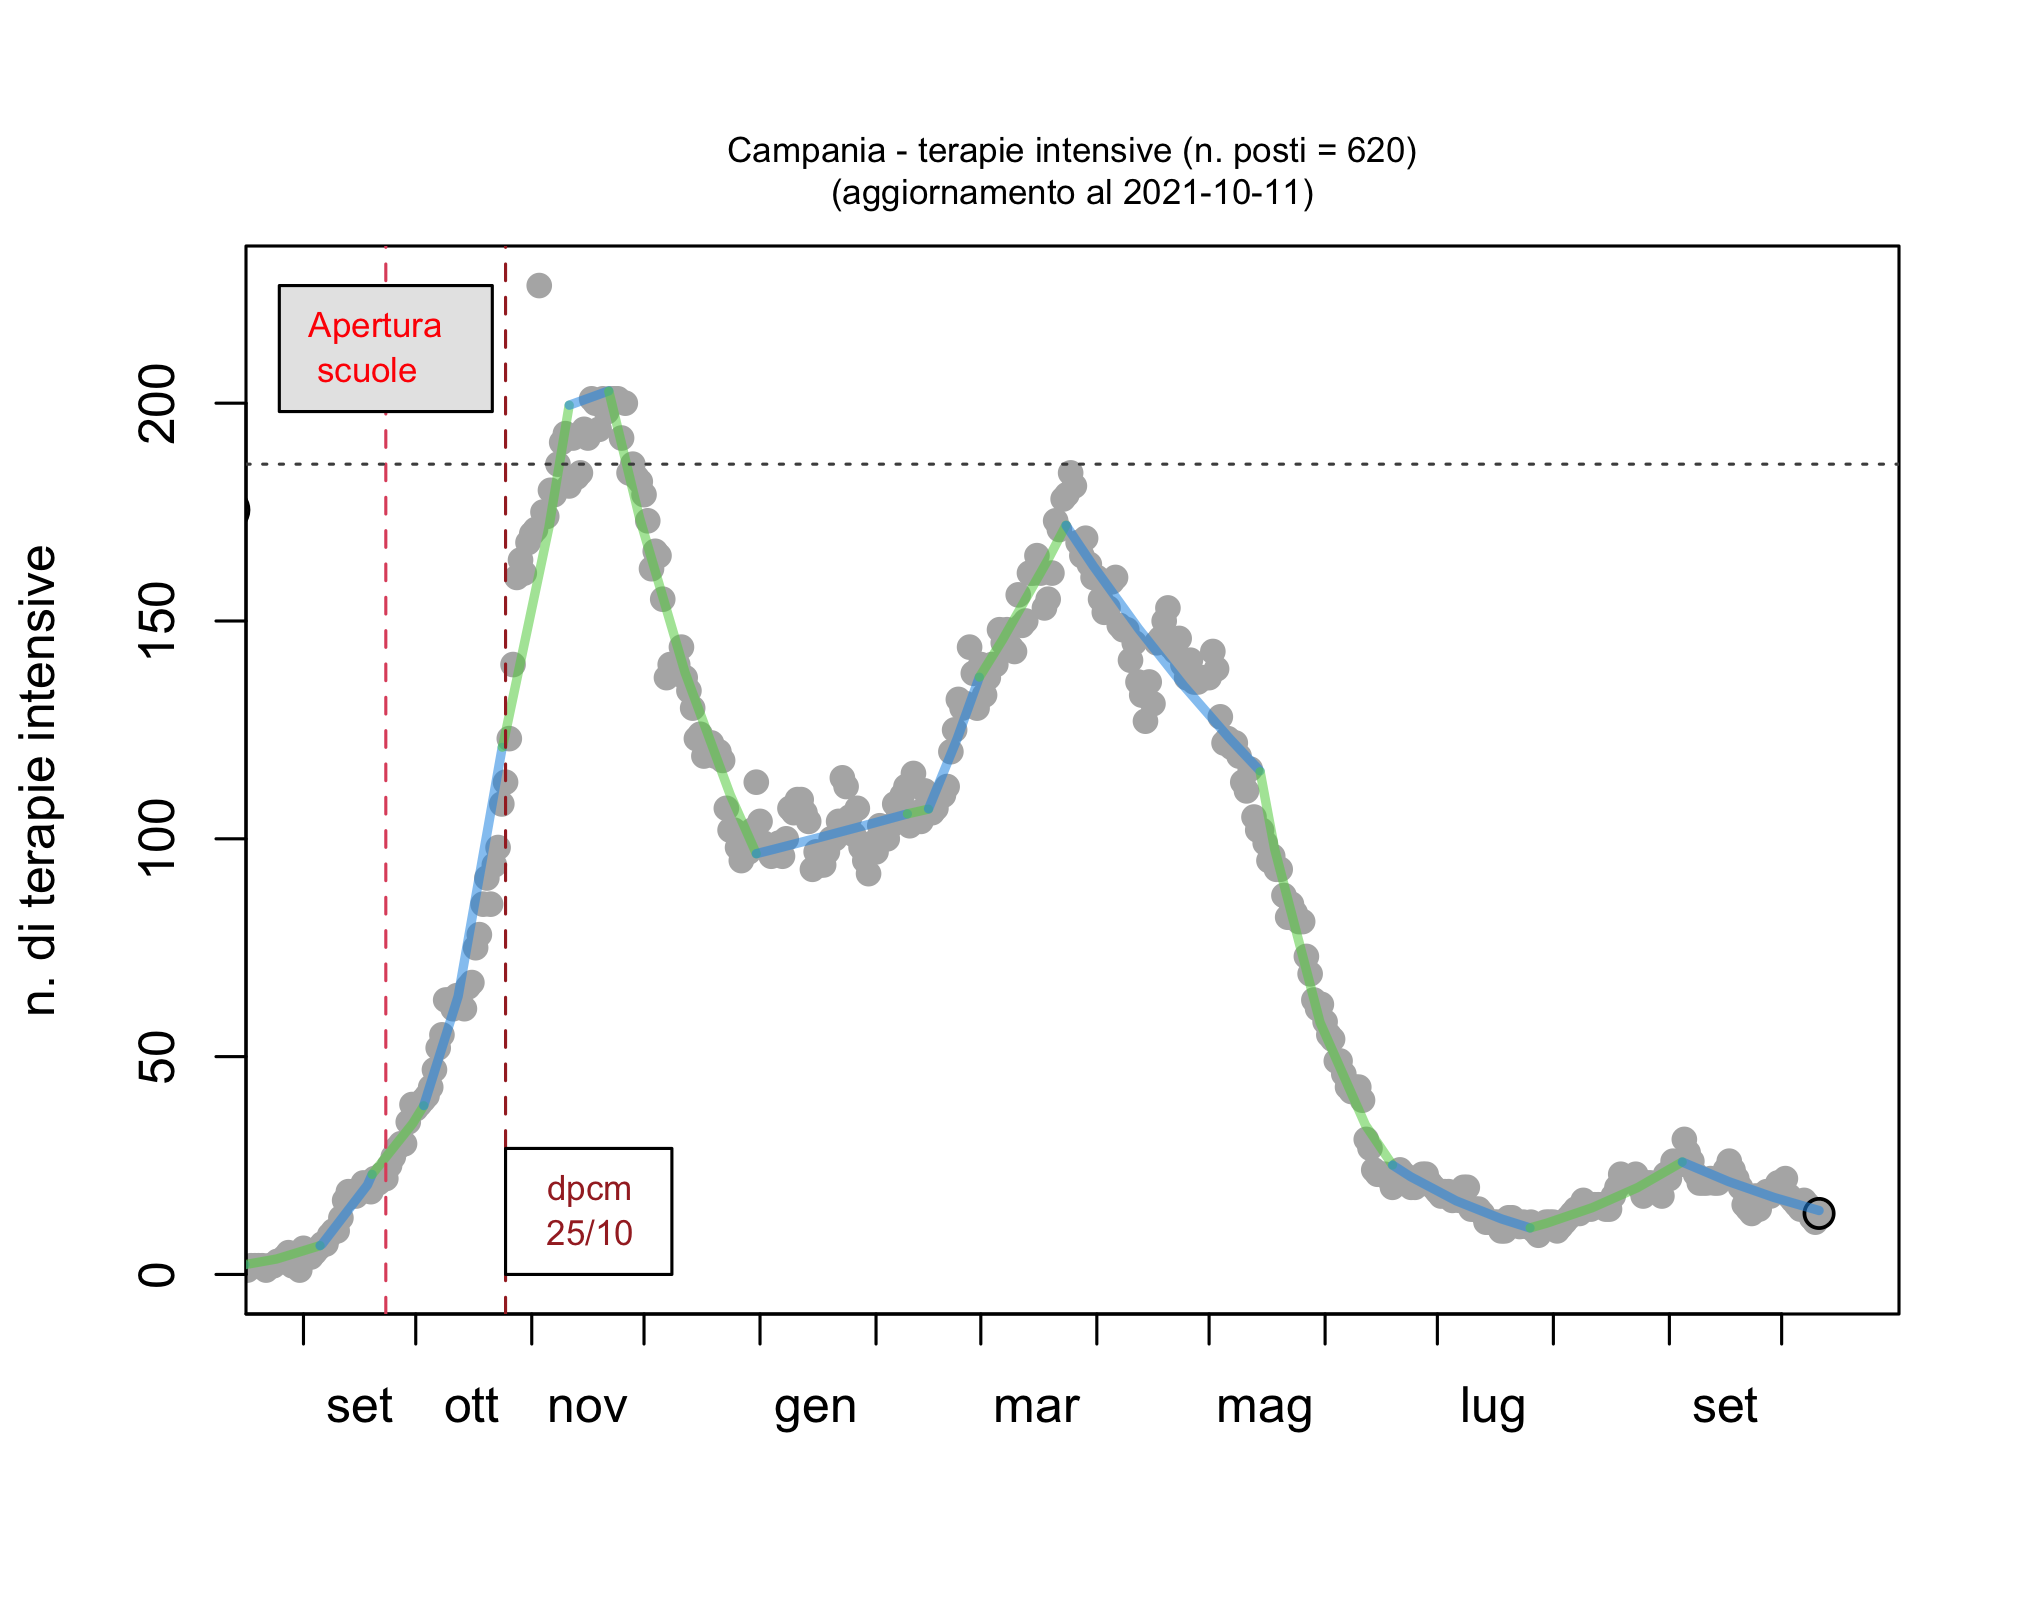 Campania - terapie intensive (n. posti = 620)
(aggiornamento al 2021-10-11)
Apertura
scuole
n. di terapie intensive
200
150
100
50
0
dpcm
25/10
set ott nov gen mar mag lug set